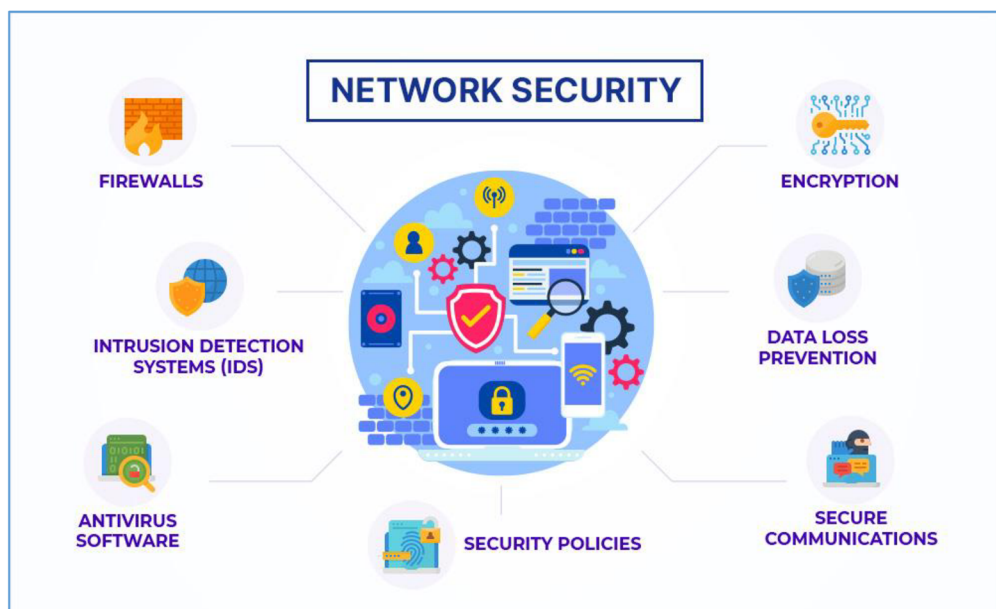 NETWORK SECURITY
FIREWALLS
ENCRYPTION
INTRUSION DETECTION
SYSTEMS (IDS)
DATA LOSS
PREVENTION
ANTIVIRUS
SOFTWARE
SECURITY POLICIES
SECURE
COMMUNICATIONS